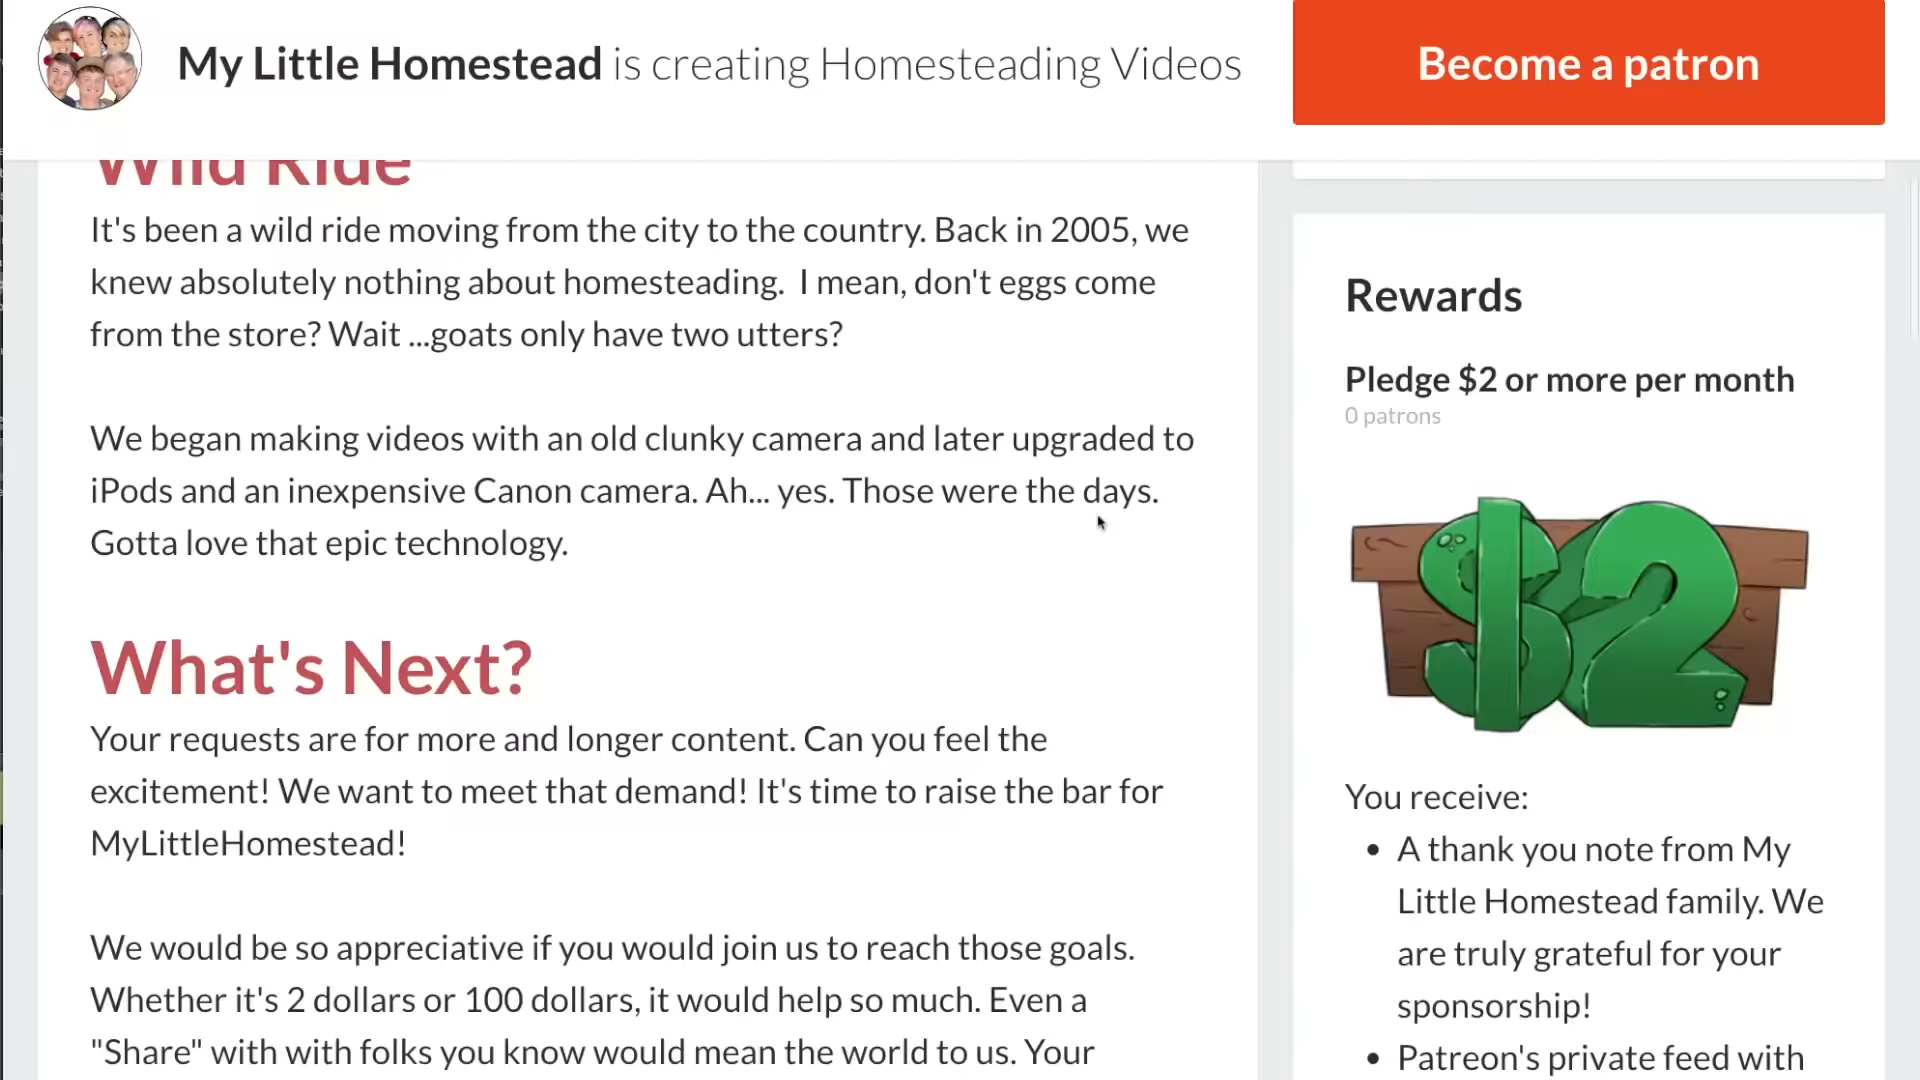 My Little Homestead is creating Homesteading Videos
Become a patron
Wild Ride
It's been a wild ride moving from the city to the country. Back in 2005, we
knew absolutely nothing about homesteading.  I mean, don't eggs come
from the store? Wait ...goats only have two utters?
We began making videos with an old clunky camera and later upgraded to
iPods and an inexpensive Canon camera. Ah... yes. Those were the days.
Gotta love that epic technology.
What's Next?
Your requests are for more and longer content. Can you feel the
excitement! We want to meet that demand! It's time to raise the bar for
MyLittleHomestead!
We would be so appreciative if you would join us to reach those goals.
Whether it's 2 dollars or 100 dollars, it would help so much. Even a
"Share" with with folks you know would mean the world to us. Your
Rewards
Pledge $2 or more per month
0 patrons
$2
You receive:
• A thank you note from My
Little Homestead family. We
are truly grateful for your
sponsorship!
• Patreon's private feed with